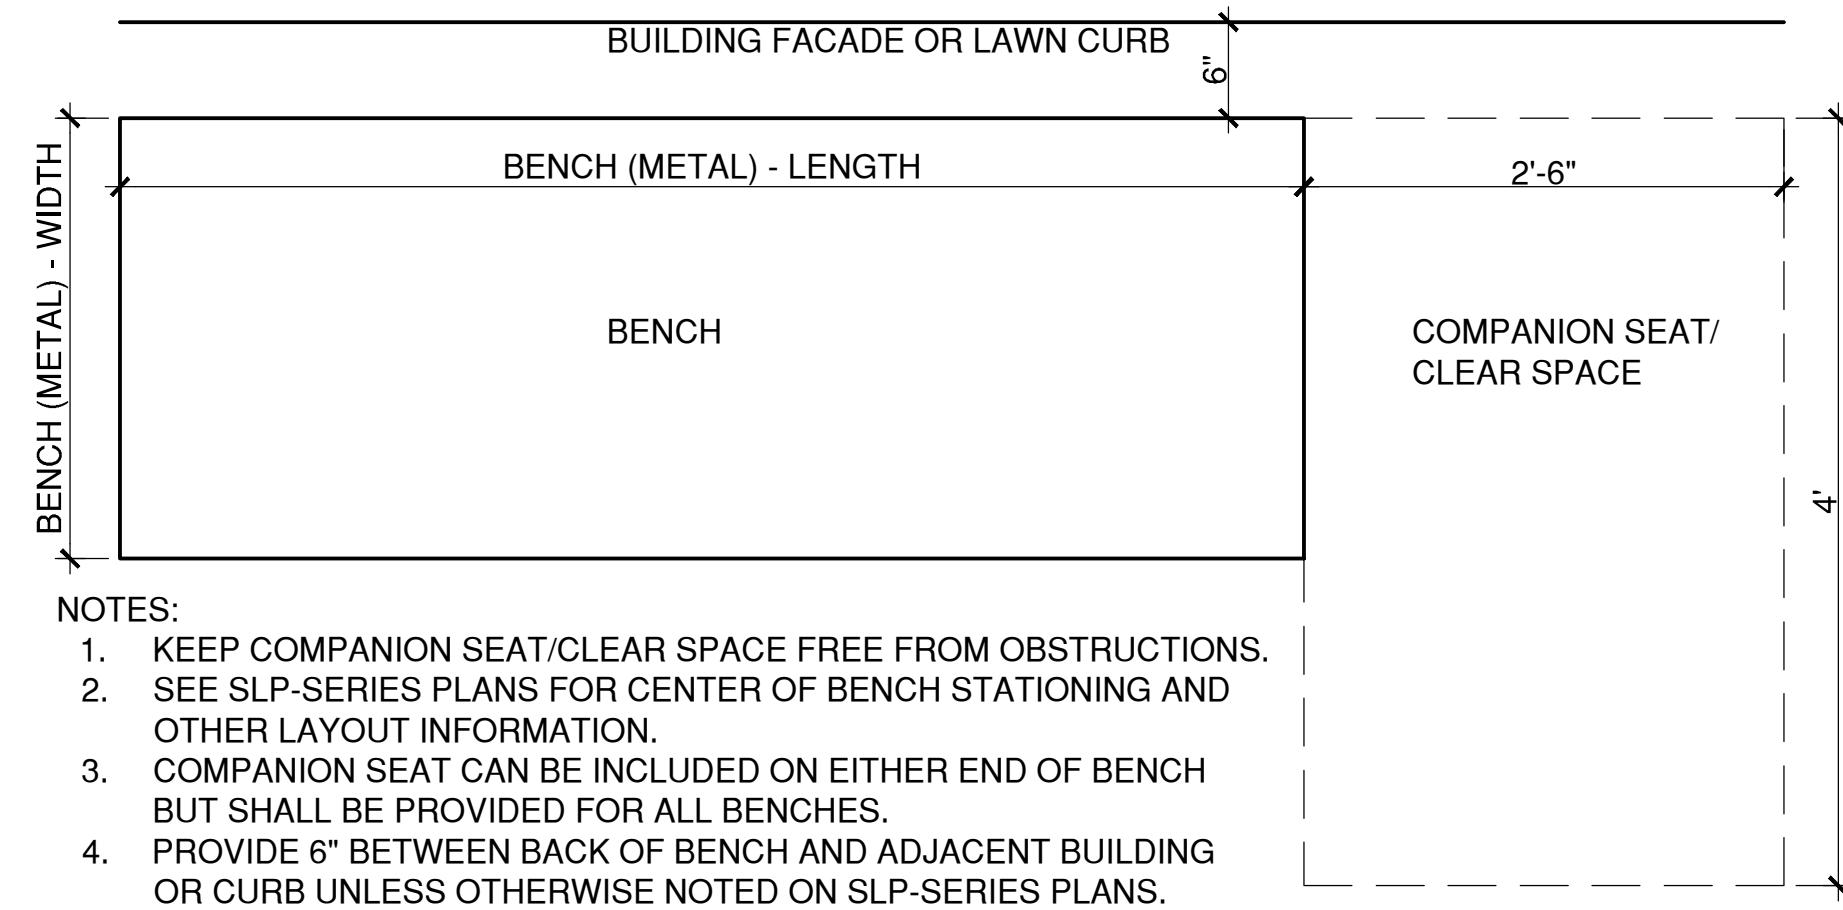 BUILDING FACADE OR LAWN CURB
6"
BENCH (METAL) - LENGTH
2'-6"
BENCH (METAL) - WIDTH
BENCH
COMPANION SEAT/
CLEAR SPACE
4'
NOTES:
1. KEEP COMPANION SEAT/CLEAR SPACE FREE FROM OBSTRUCTIONS.
2. SEE SLP-SERIES PLANS FOR CENTER OF BENCH STATIONING AND
OTHER LAYOUT INFORMATION.
3. COMPANION SEAT CAN BE INCLUDED ON EITHER END OF BENCH
BUT SHALL BE PROVIDED FOR ALL BENCHES.
4. PROVIDE 6" BETWEEN BACK OF BENCH AND ADJACENT BUILDING
OR CURB UNLESS OTHERWISE NOTED ON SLP-SERIES PLANS.